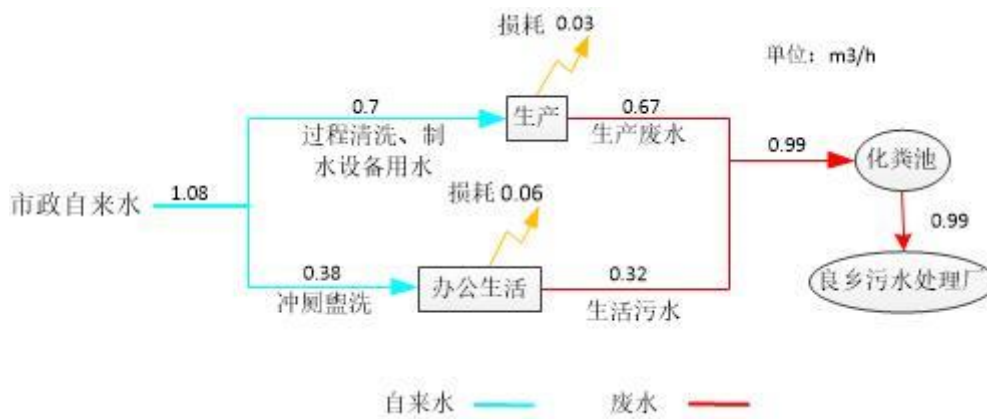 损耗 0.03
单位：m3/h
0.7
生产
0.67
过程清洗、制
水设备用水
生产废水
0.99
化粪池
市政自来水
1.08
损耗 0.06
0.99
0.38
办公生活
0.32
良乡污水处理厂
冲厕盥洗
生活污水
自来水
废水